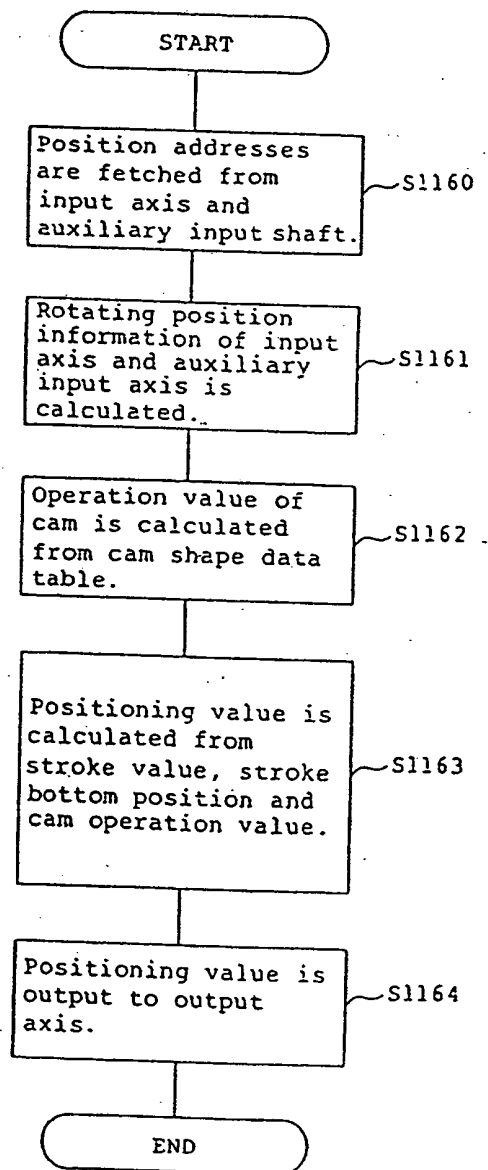 START
Position addresses
are fetched from
input axis and
auxiliary input shaft.
S1160
Rotating position
information of input
axis and auxiliary
input axis is
calculated.
S1161
Operation value of
cam is calculated
from cam shape data
table.
S1162
Positioning value is
calculated from
stroke value, stroke
bottom position and
cam operation value.
S1163
Positioning value is
output to output
axis.
S1164
END